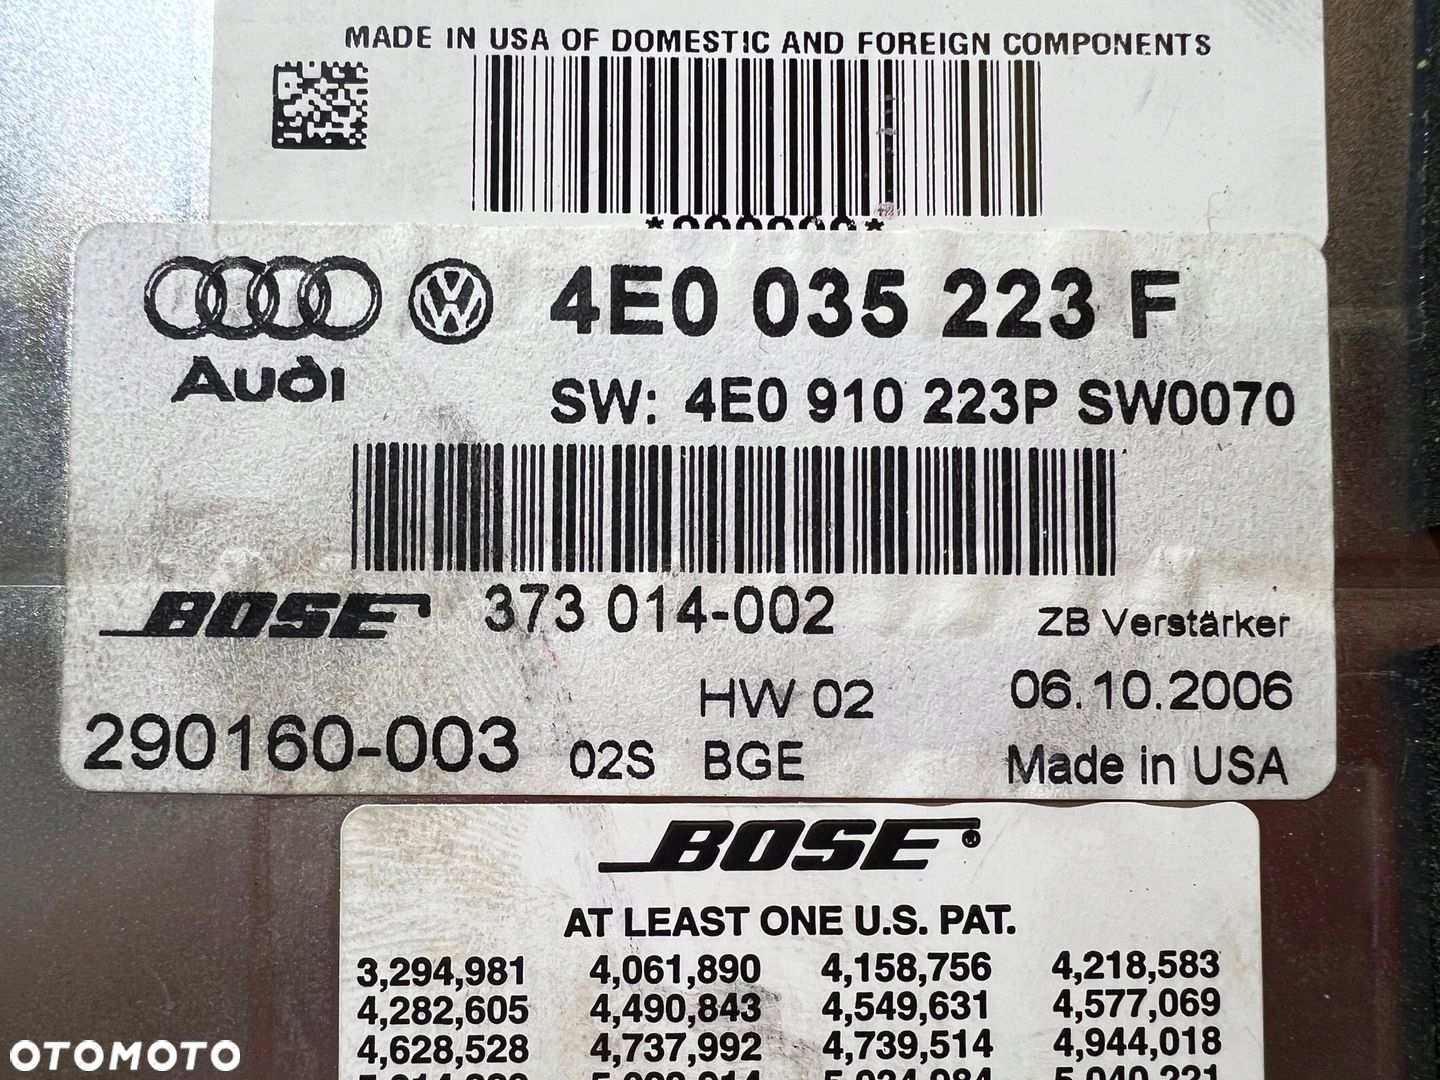 MADE IN USA OF DOMESTIC AND FOREIGN COMPONENTS
Audi
4E0 035 223 F
SW: 4E0 910 223P SW0070
BOSE 373 014-002 ZB Verstärker
HW 02 06.10.2006
290160-003 02S BGE Made in USA
BOSE®
AT LEAST ONE U.S. PAT.
3,294,981 4,061,890 4,158,756 4,218,583
4,282,605 4,490,843 4,549,631 4,577,069
4,628,528 4,737,992 4,739,514 4,944,018
OTOMOTO